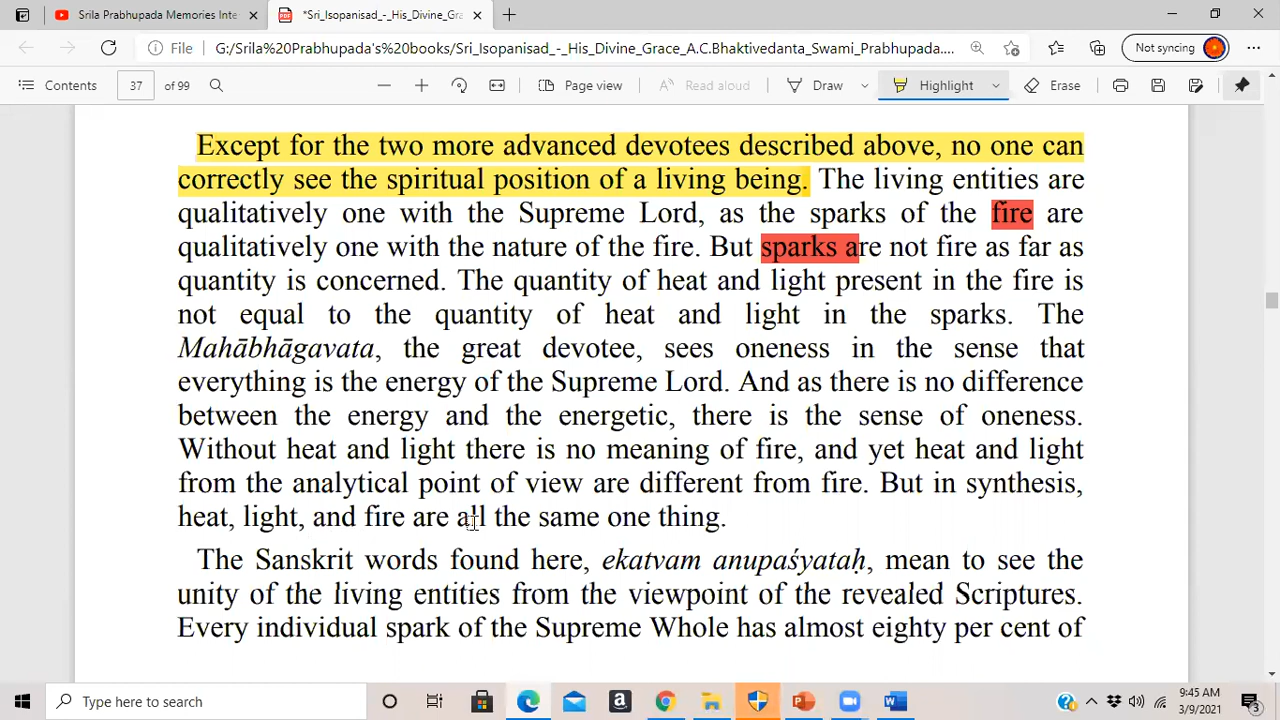 Srila Prabhupada Memories Inte
*Sri_Isopanisad_-_His_Divine_Gra
File
G:/Srila%20Prabhupada's%20books/Sri_Isopanisad_-_His_Divine_Grace_A.C.Bhaktivedanta_Swami_Prabhupada....
Not syncing
Contents
37
of 99
Page view
Read aloud
Draw
Highlight
Erase
Except for the two more advanced devotees described above, no one can
correctly see the spiritual position of a living being. The living entities are
qualitatively one with the Supreme Lord, as the sparks of the fire are
qualitatively one with the nature of the fire. But sparks are not fire as far as
quantity is concerned. The quantity of heat and light present in the fire is
not equal to the quantity of heat and light in the sparks. The
Mahābhāgavata, the great devotee, sees oneness in the sense that
everything is the energy of the Supreme Lord. And as there is no difference
between the energy and the energetic, there is the sense of oneness.
Without heat and light there is no meaning of fire, and yet heat and light
from the analytical point of view are different from fire. But in synthesis,
heat, light, and fire are all the same one thing.
The Sanskrit words found here, ekatvam anupaśyataḥ, mean to see the
unity of the living entities from the viewpoint of the revealed Scriptures.
Every individual spark of the Supreme Whole has almost eighty per cent of
Type here to search
9:45 AM
3/9/2021
3